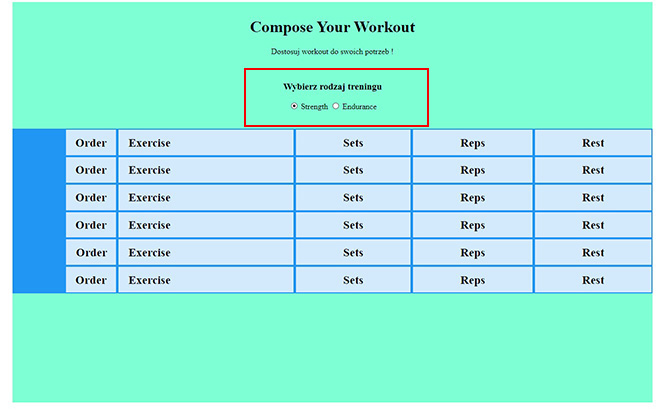 Compose Your Workout
Dostosuj workout do swoich potrzeb !
Wybierz rodzaj treningu
Strength Endurance
Order Exercise Sets Reps Rest
Order Exercise Sets Reps Rest
Order Exercise Sets Reps Rest
Order Exercise Sets Reps Rest
Order Exercise Sets Reps Rest
Order Exercise Sets Reps Rest